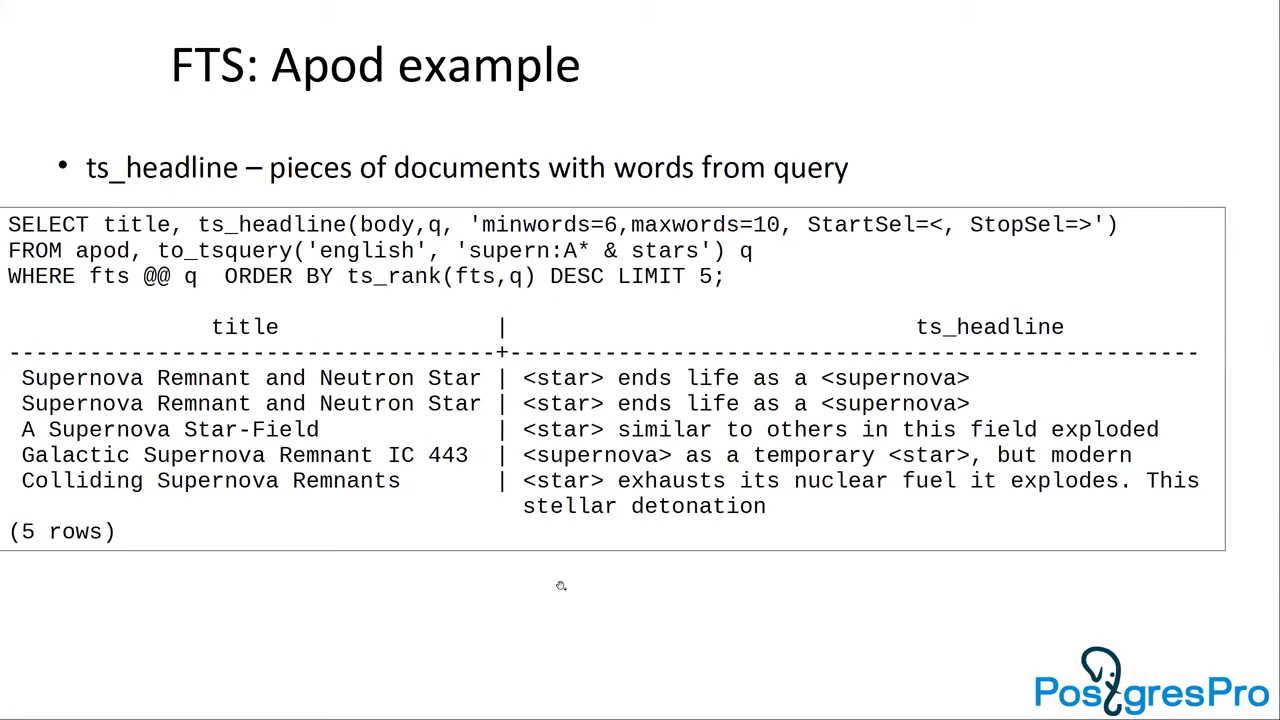 FTS: Apod example
• ts_headline – pieces of documents with words from query
SELECT title, ts_headline(body,q, 'minwords=6,maxwords=10, StartSel=<, StopSel=>')
FROM apod, to_tsquery('english', 'supern:A* & stars') q
WHERE fts @@ q  ORDER BY ts_rank(fts,q) DESC LIMIT 5;
title | ts_headline
------------------------------------+---------------------------------------------------
Supernova Remnant and Neutron Star | <star> ends life as a <supernova>
Supernova Remnant and Neutron Star | <star> ends life as a <supernova>
A Supernova Star-Field | <star> similar to others in this field exploded
Galactic Supernova Remnant IC 443 | <supernova> as a temporary <star>, but modern
Colliding Supernova Remnants | <star> exhausts its nuclear fuel it explodes. This
stellar detonation
(5 rows)
PostgresPro